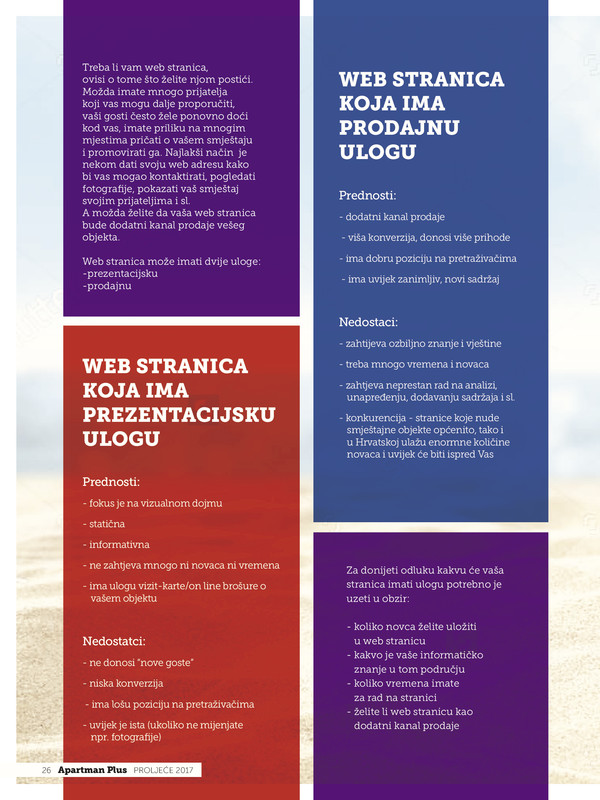 Treba li vam web stranica,
ovisi o tome što želite njom postići.
Možda imate mnogo prijatelja
koji vas mogu dalje proporučiti,
vaši gosti često žele ponovno doći
kod vas, imate priliku na mnogim
mjestima pričati o vašem smještaju
i promovirati ga. Najlakši način je
nekom dati svoju web adresu kako
bi vas mogao kontaktirati, pogledati
fotografije, pokazati vaš smještaj
svojim prijateljima i sl.
A možda želite da vaša web stranica
bude dodatni kanal prodaje vešeg
objekta.
Web stranica može imati dvije uloge:
-prezentacijsku
-prodajnu
WEB STRANICA
KOJA IMA
PREZENTACIJSKU
ULOGU
Prednosti:
- fokus je na vizualnom dojmu
- statična
- informativna
- ne zahtjeva mnogo ni novaca ni vremena
- ima ulogu vizit-karte/on line brošure o
vašem objektu
Nedostatci:
- ne donosi "nove goste"
- niska konverzija
- ima lošu poziciju na pretraživačima
- uvijek je ista (ukoliko ne mijenjate
npr. fotografije)
WEB STRANICA
KOJA IMA
PRODAJNU
ULOGU
Prednosti:
- dodatni kanal prodaje
- viša konverzija, donosi više prihode
- ima dobru poziciju na pretraživačima
- ima uvijek zanimljiv, novi sadržaj
Nedostaci:
- zahtijeva ozbiljno znanje i vještine
- treba mnogo vremena i novaca
- zahtjeva neprestan rad na analizi,
unapređenju, dodavanju sadržaja i sl.
- konkurencija - stranice koje nude
smještajne objekte općenito, tako i
u Hrvatskoj ulažu enormne količine
novaca i uvijek će biti ispred Vas
Za donijeti odluku kakvu će vaša
stranica imati ulogu potrebno je
uzeti u obzir:
- koliko novca želite uložiti
u web stranicu
- kakvo je vaše informatičko
znanje u tom području
- koliko vremena imate
za rad na stranici
- želite li web stranicu kao
dodatni kanal prodaje
26 Apartman Plus PROLJEĆE 2017